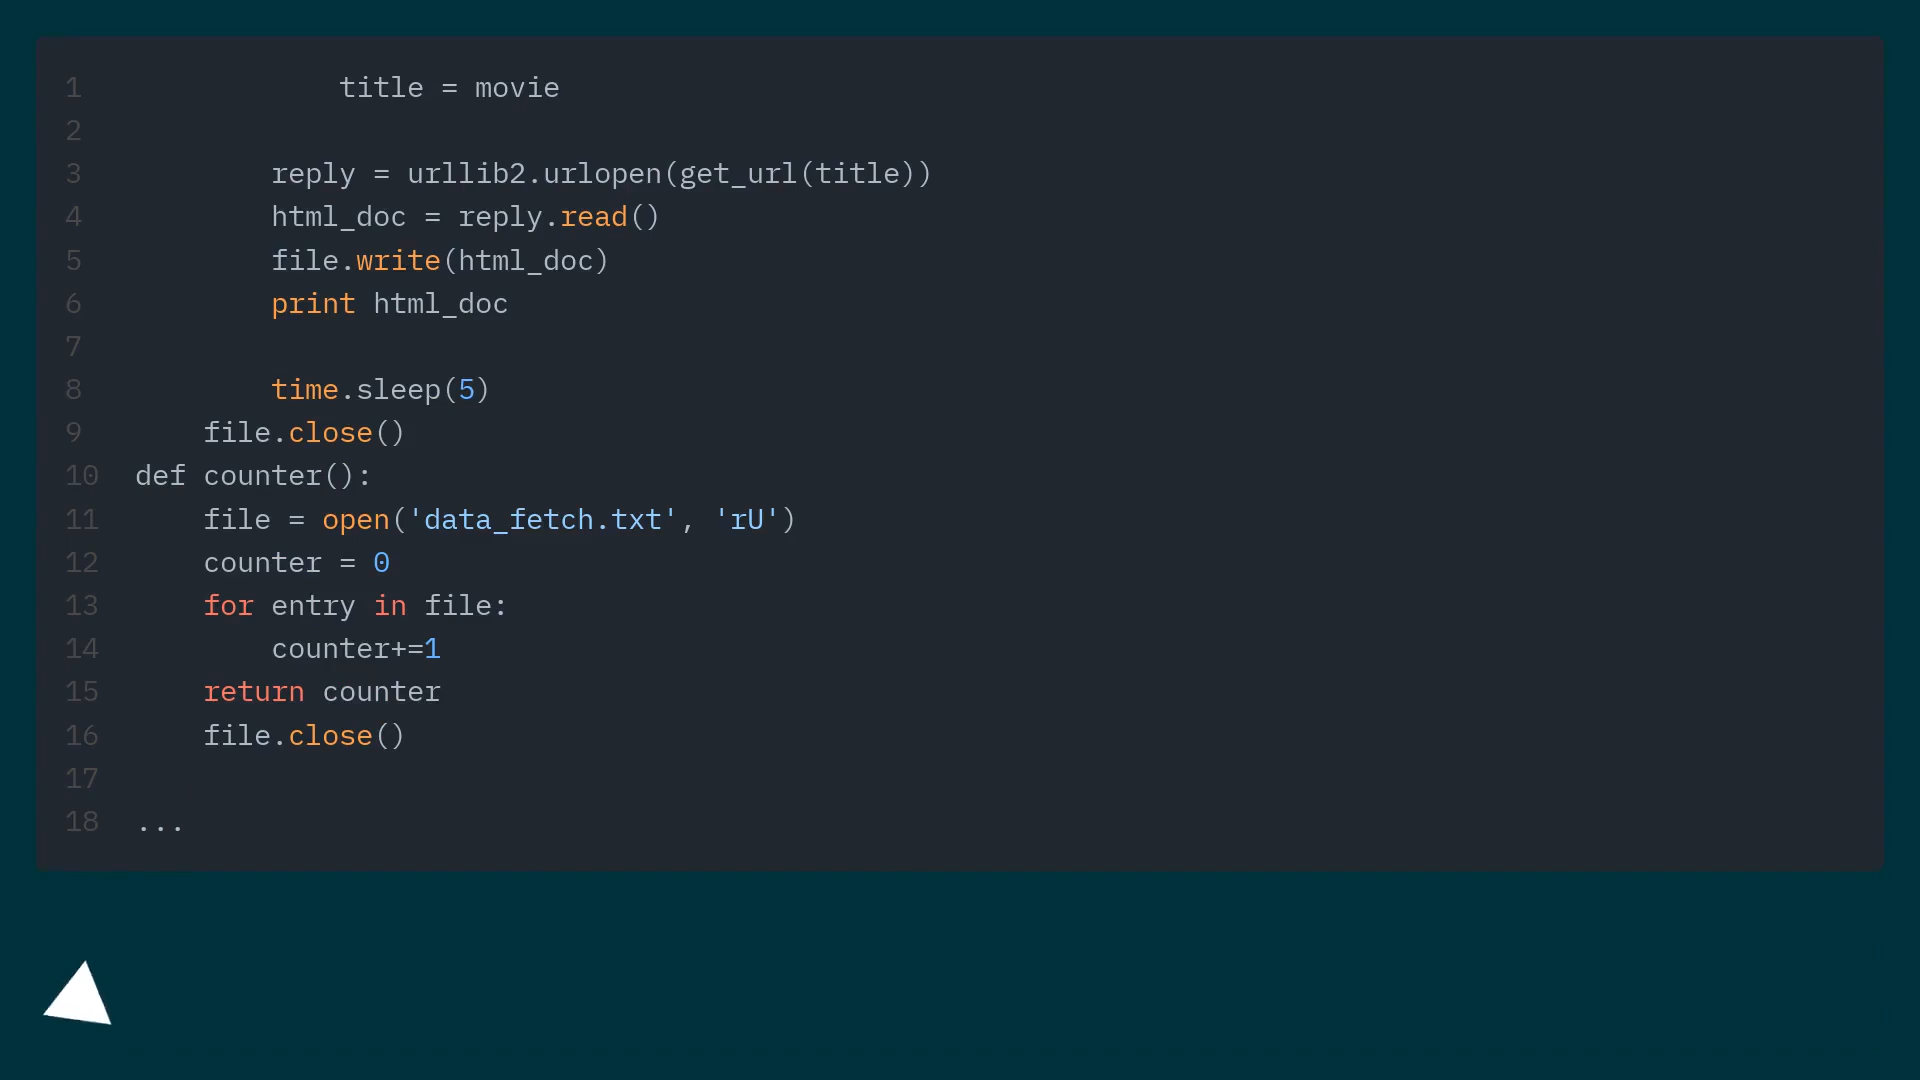 1 title = movie
2
3 reply = urllib2.urlopen(get_url(title))
4 html_doc = reply.read()
5 file.write(html_doc)
6 print html_doc
7
8 time.sleep(5)
9 file.close()
10 def counter():
11 file = open('data_fetch.txt', 'rU')
12 counter = 0
13 for entry in file:
14 counter+=1
15 return counter
16 file.close()
17
18 ...